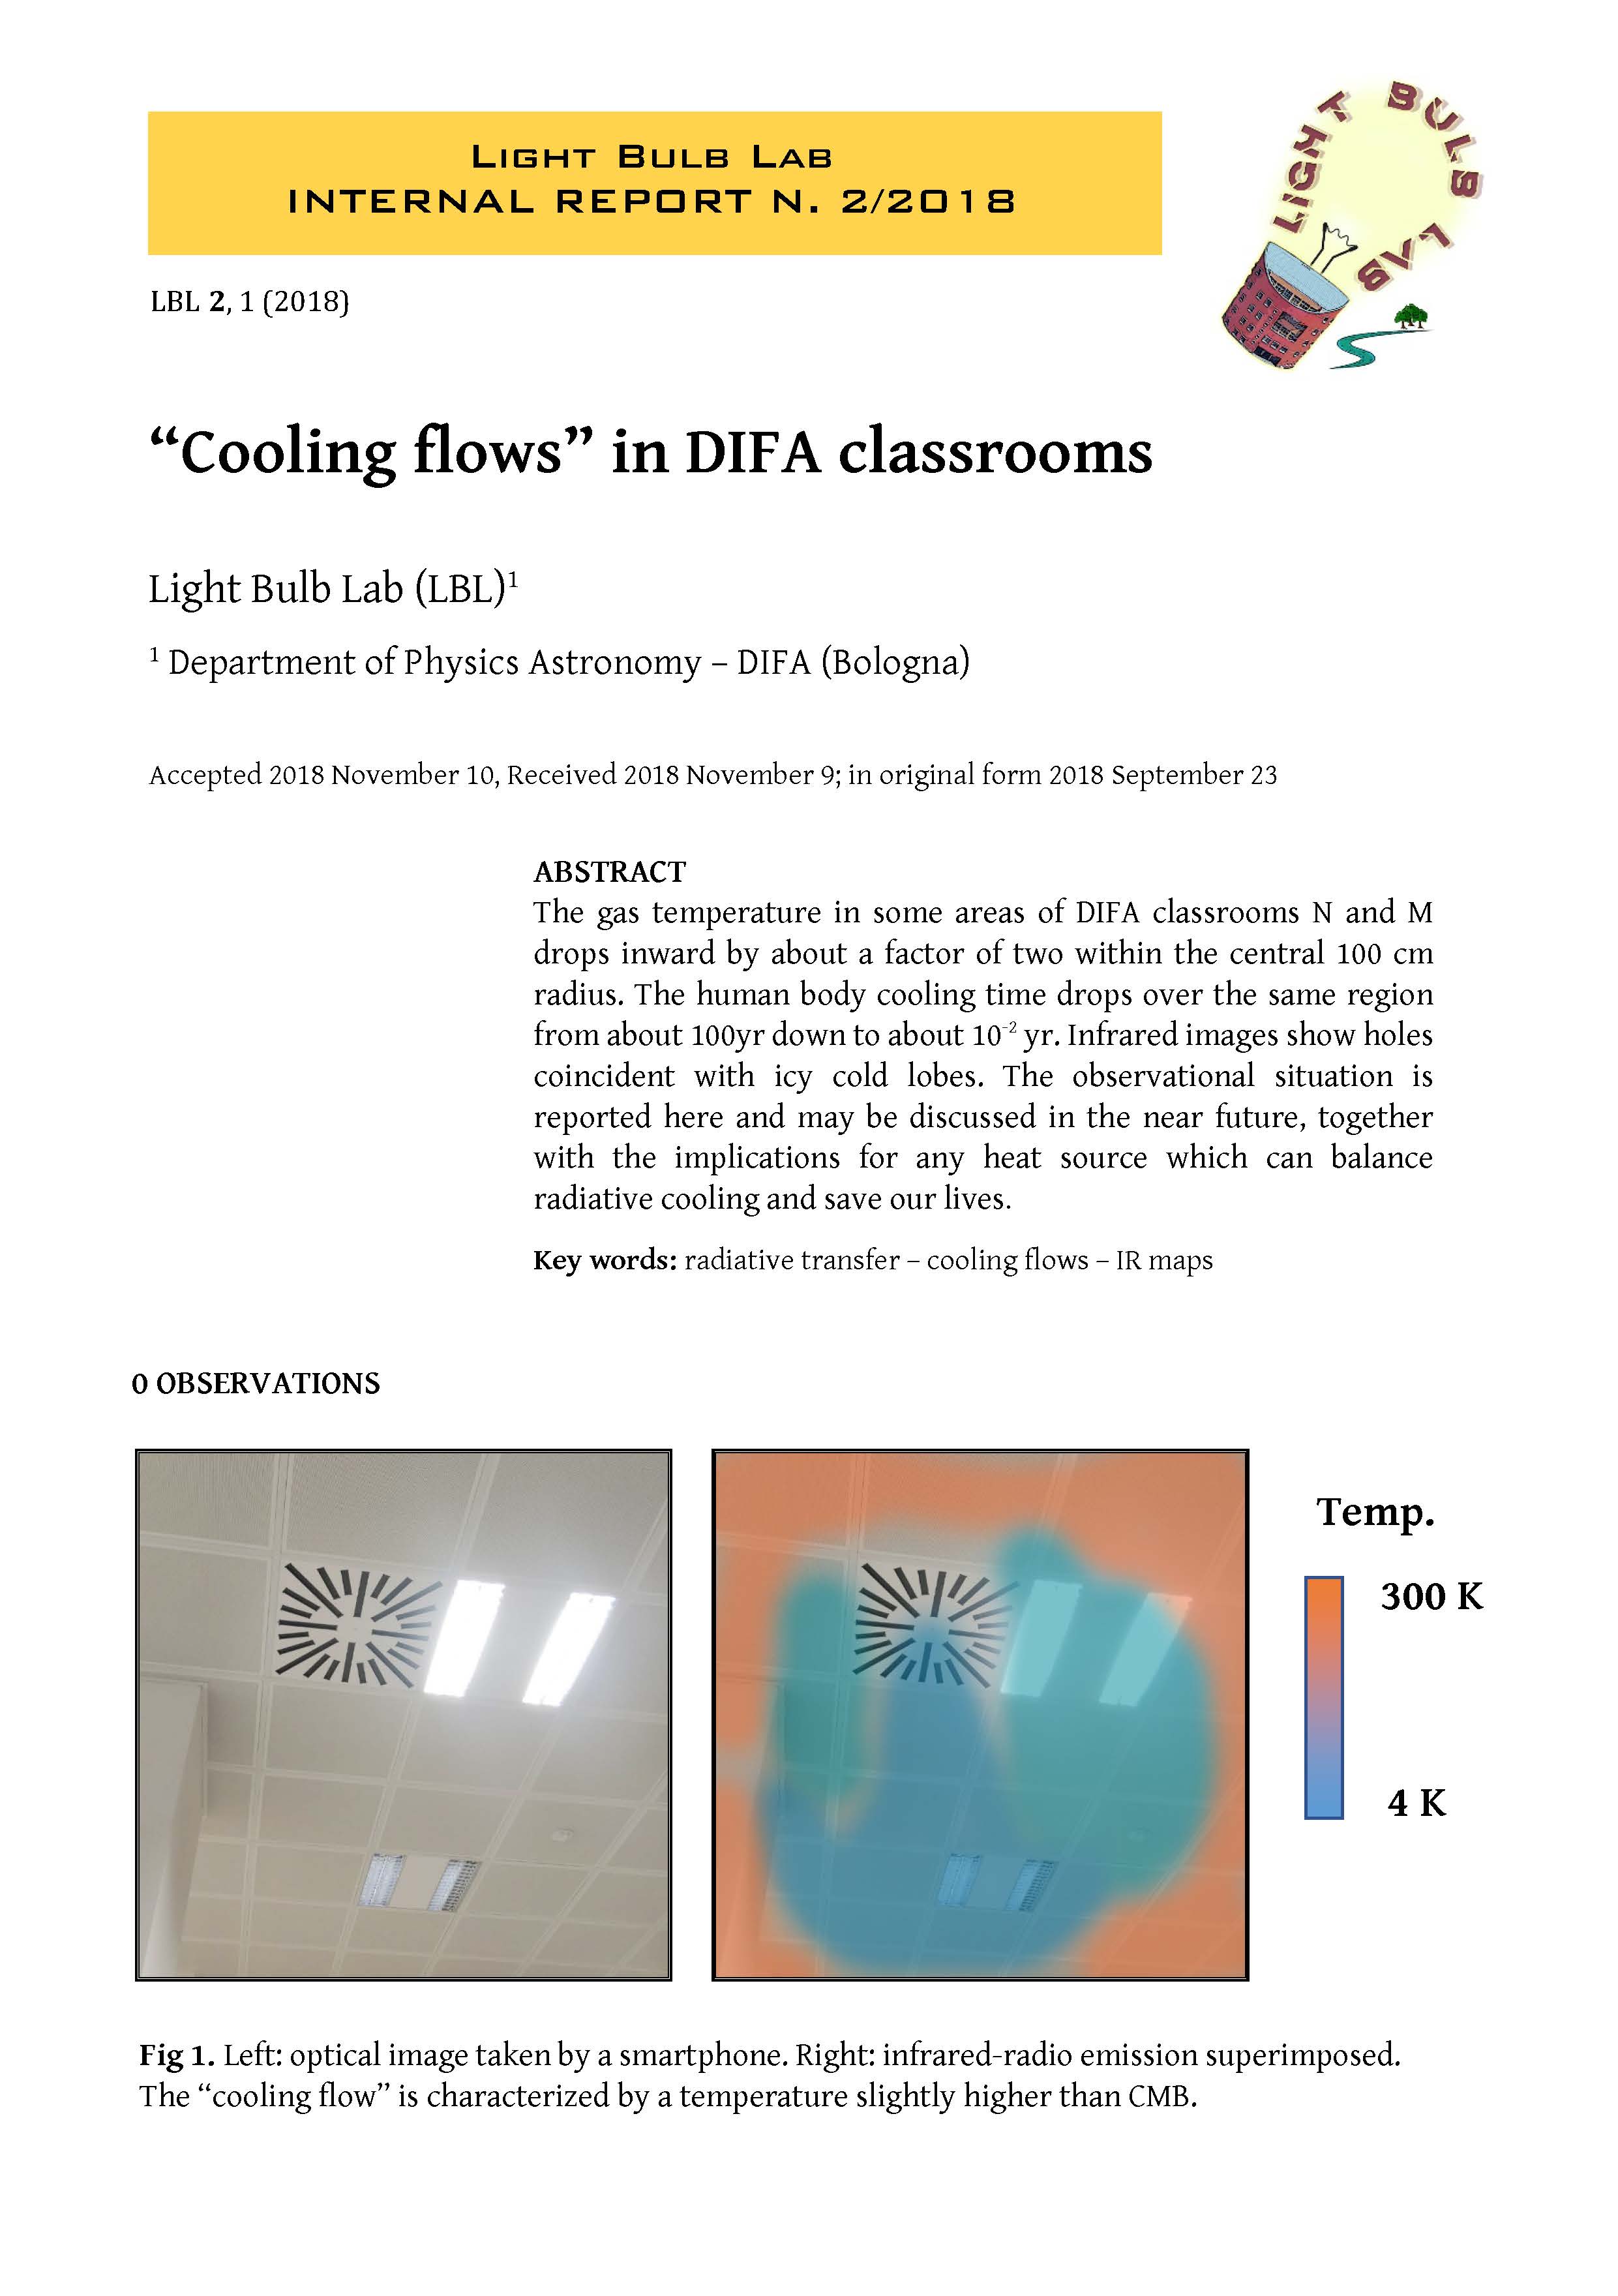 LIGHT BULB LAB
INTERNAL REPORT N. 2/2018
LIGHT BULB LAB
LBL 2, 1 (2018)
“Cooling flows” in DIFA classrooms
Light Bulb Lab (LBL)¹
¹ Department of Physics Astronomy – DIFA (Bologna)
Accepted 2018 November 10, Received 2018 November 9; in original form 2018 September 23
ABSTRACT
The gas temperature in some areas of DIFA classrooms N and M
drops inward by about a factor of two within the central 100 cm
radius. The human body cooling time drops over the same region
from about 100yr down to about 10⁻² yr. Infrared images show holes
coincident with icy cold lobes. The observational situation is
reported here and may be discussed in the near future, together
with the implications for any heat source which can balance
radiative cooling and save our lives.
Key words: radiative transfer – cooling flows – IR maps
0 OBSERVATIONS
Temp.
300 K
4 K
Fig 1. Left: optical image taken by a smartphone. Right: infrared-radio emission superimposed.
The “cooling flow” is characterized by a temperature slightly higher than CMB.